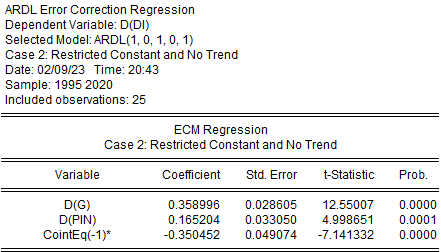 ARDL Error Correction Regression
Dependent Variable: D(DI)
Selected Model: ARDL(1, 0, 1, 0, 1)
Case 2: Restricted Constant and No Trend
Date: 02/09/23 Time: 20:43
Sample: 1995 2020
Included observations: 25
ECM Regression
Case 2: Restricted Constant and No Trend
Variable Coefficient Std. Error t-Statistic Prob.
D(G) 0.358996 0.028605 12.55007 0.0000
D(PIN) 0.165204 0.033050 4.998651 0.0001
CointEq(-1)* -0.350452 0.049074 -7.141332 0.0000